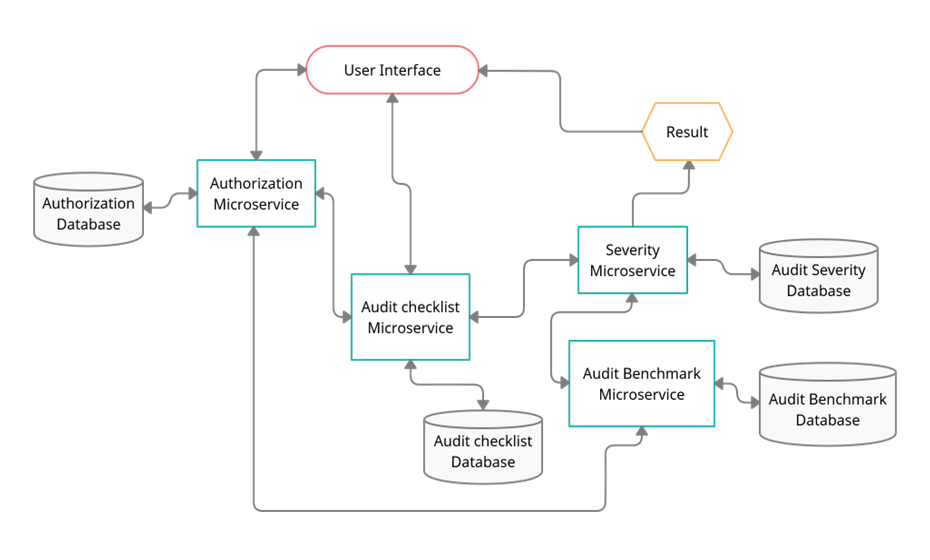 User Interface
Result
Authorization
Microservice
Authorization
Database
Severity
Microservice
Audit Severity
Database
Audit checklist
Microservice
Audit Benchmark
Microservice
Audit Benchmark
Database
Audit checklist
Database